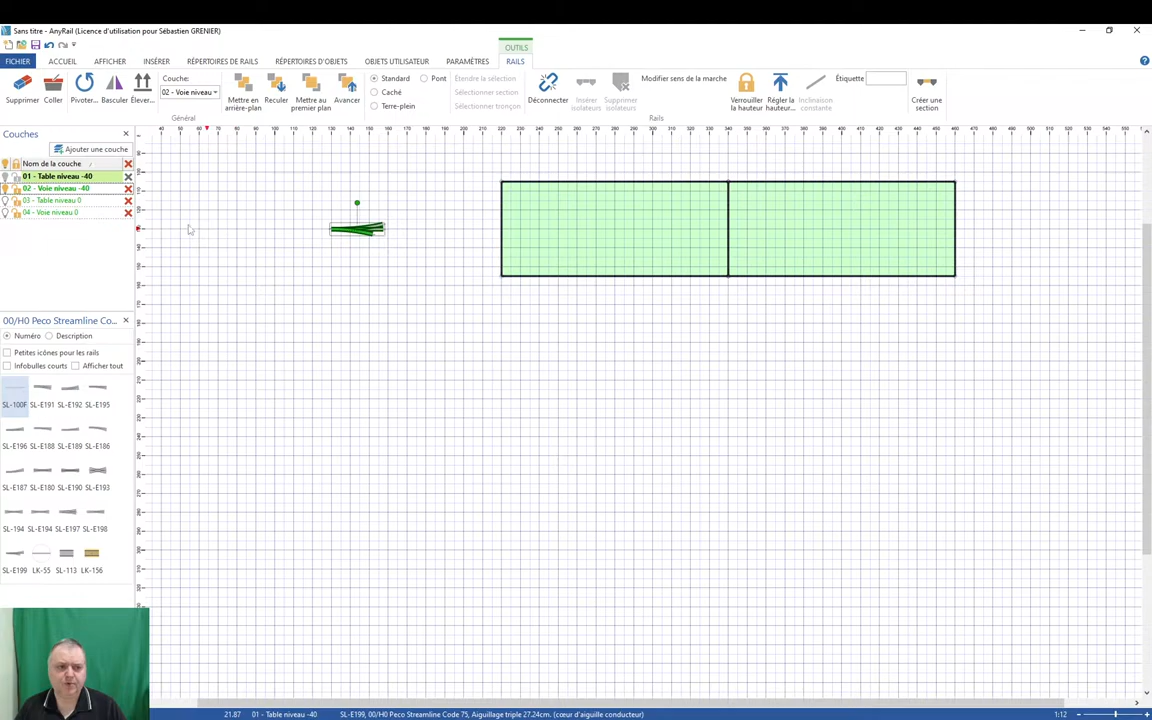 Sans titre - AnyRail (Licence d'utilisation pour Sébastien GRENIER)
OUTILS
FICHIER ACCUEIL AFFICHER INSÉRER RÉPERTOIRES DE RAILS RÉPERTOIRES D'OBJETS OBJETS UTILISATEUR PARAMÈTRES RAILS
Supprimer Coller Pivoter... Basculer Élever...
Couche:
02 - Voie niveau
Mettre en arrière-plan Reculer Mettre au premier plan Avancer
Général
Standard Pont
Caché
Terre-plein
Étendre la sélection
Sélectionner section
Sélectionner tronçon
Déconnecter Insérer isolateurs Supprimer isolateurs
Modifier sens de la marche
Verrouiller la hauteur Régler la hauteur... Inclinaison constante
Étiquette
Créer une section
Rails
Couches
Ajouter une couche
Nom de la couche
01 - Table niveau -40
02 - Voie niveau -40
03 - Table niveau 0
04 - Voie niveau 0
00/H0 Peco Streamline Co...
Numéro Description
Petites icônes pour les rails
Infobulles courts Afficher tout
SL-100F SL-E191 SL-E192 SL-E195
SL-E196 SL-E188 SL-E189 SL-E186
SL-E187 SL-E180 SL-E190 SL-E193
SL-194 SL-E194 SL-E197 SL-E198
SL-E199 LK-55 SL-113 LK-156
21.87 01 - Table niveau -40 SL-E199, 00/H0 Peco Streamline Code 75, Aiguillage triple 27.24cm. (cœur d'aiguille conducteur)
1:12